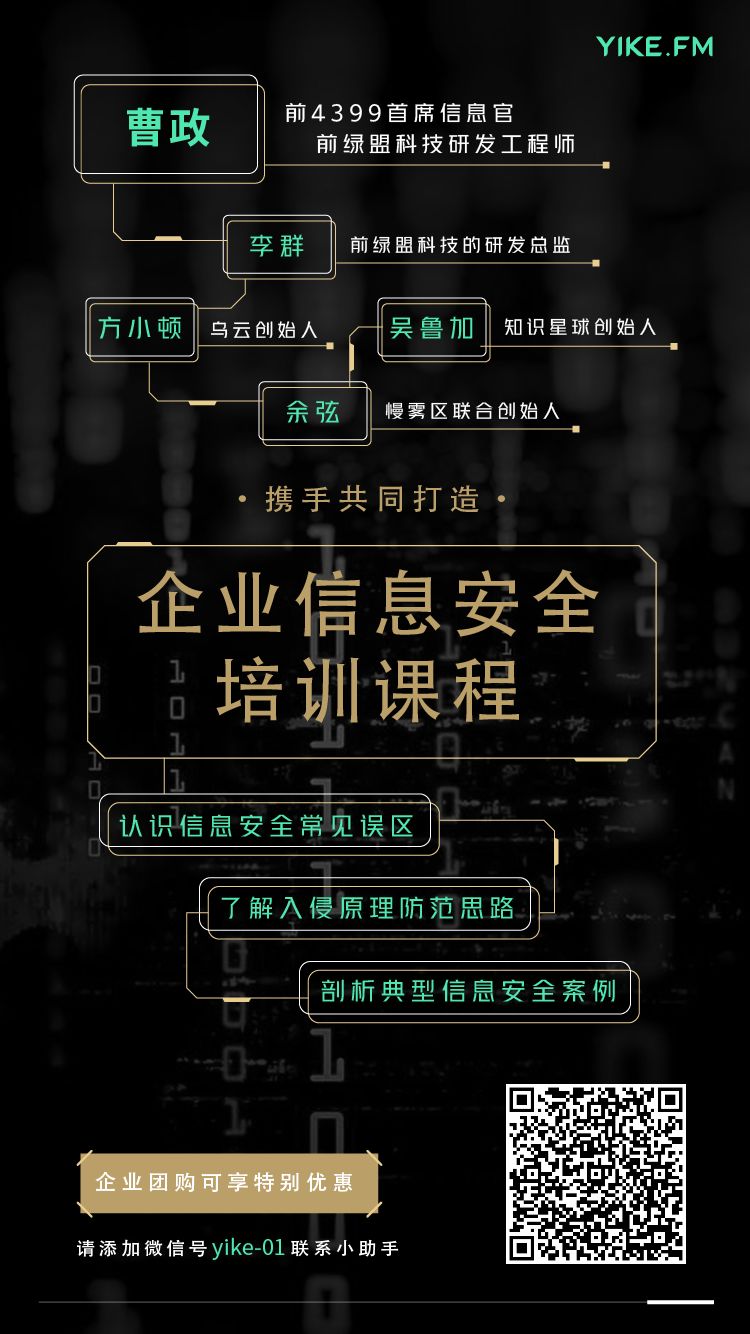 YIKE.FM
曹政
前4399首席信息官
前绿盟科技研发工程师
李群
前绿盟科技的研发总监
方小顿
乌云创始人
吴鲁加
知识星球创始人
余弦
慢雾区联合创始人
·携手共同打造·
企业信息安全
培训课程
认识信息安全常见误区
了解入侵原理防范思路
剖析典型信息安全案例
企业团购可享特别优惠
请添加微信号yike-01联系小助手